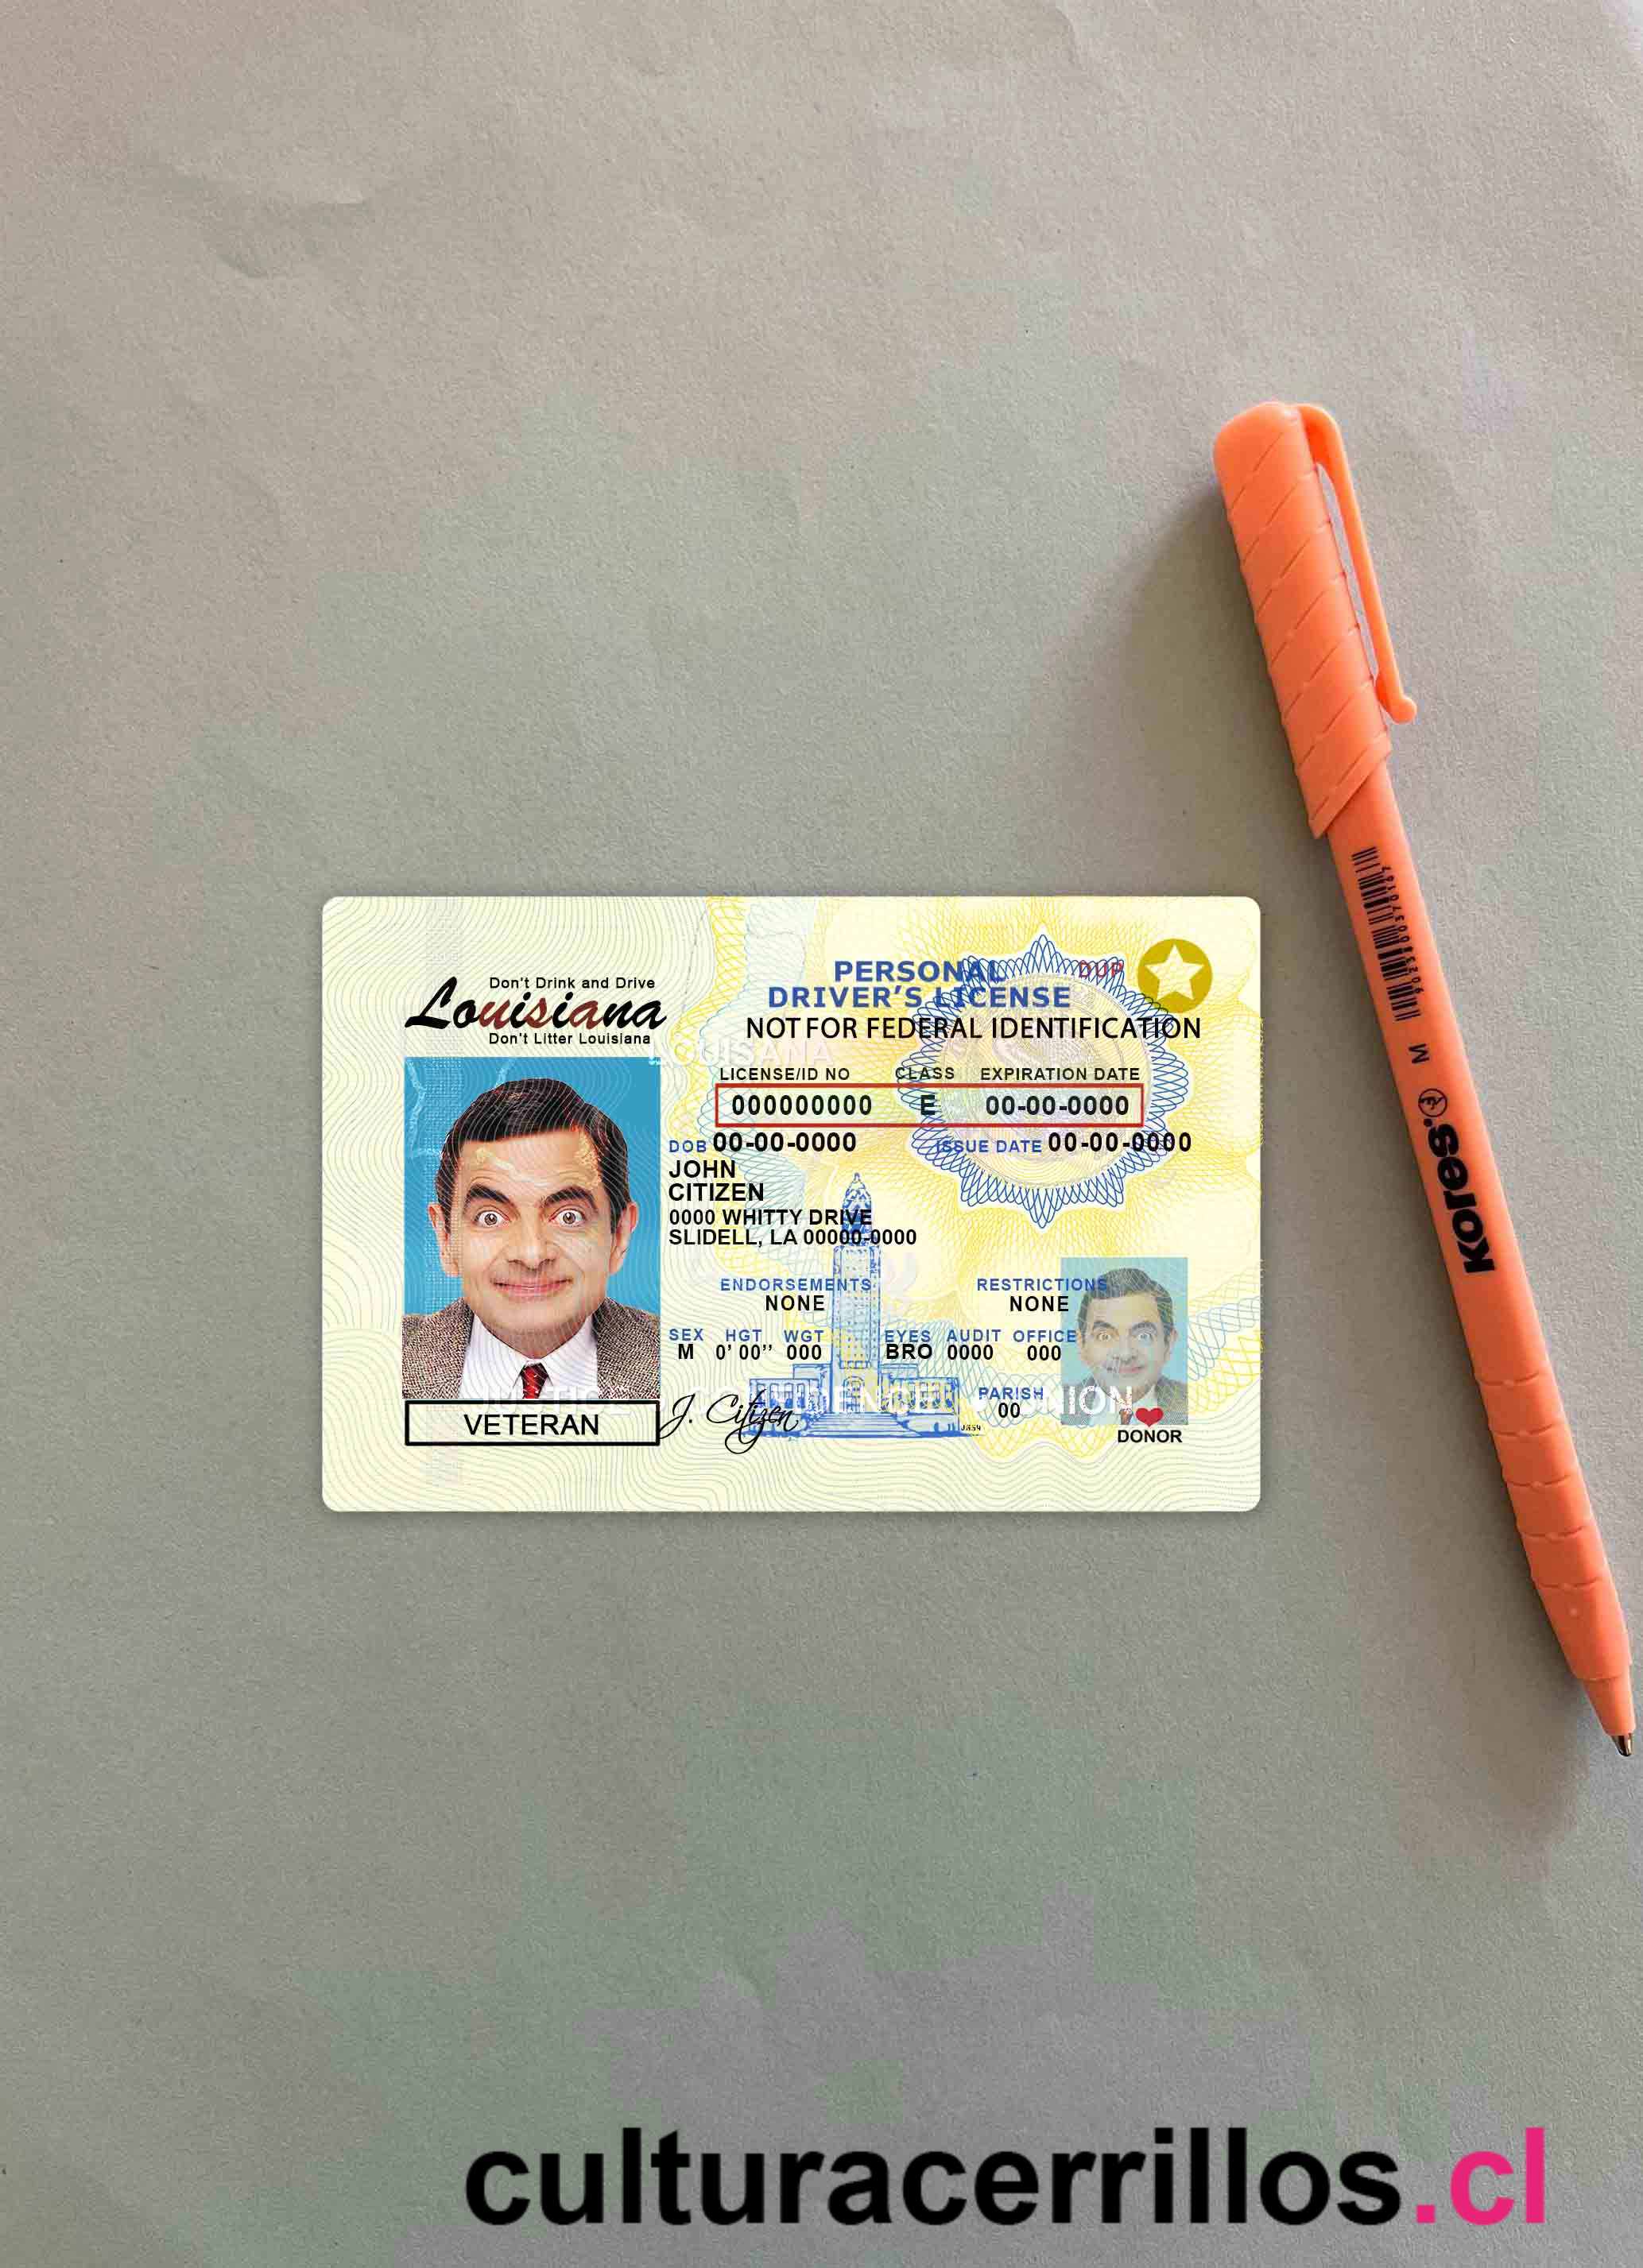 Don't Drink and Drive
Louisiana
Don't Litter Louisiana
PERSONAL
DRIVER'S LICENSE
DUP
NOT FOR FEDERAL IDENTIFICATION
LOUISANA
LICENSE/ID NO CLASS EXPIRATION DATE
000000000 E 00-00-0000
DOB 00-00-0000 ISSUE DATE 00-00-0000
JOHN
CITIZEN
0000 WHITTY DRIVE
SLIDELL, LA 00000-0000
ENDORSEMENTS RESTRICTIONS
NONE NONE
SEX HGT WGT EYES AUDIT OFFICE
M 0' 00'' 000 BRO 0000 000
JUSTICE UNION
PARISH
00
VETERAN
J. Citizen
DONOR
M
Kores
culturacerrillos.cl